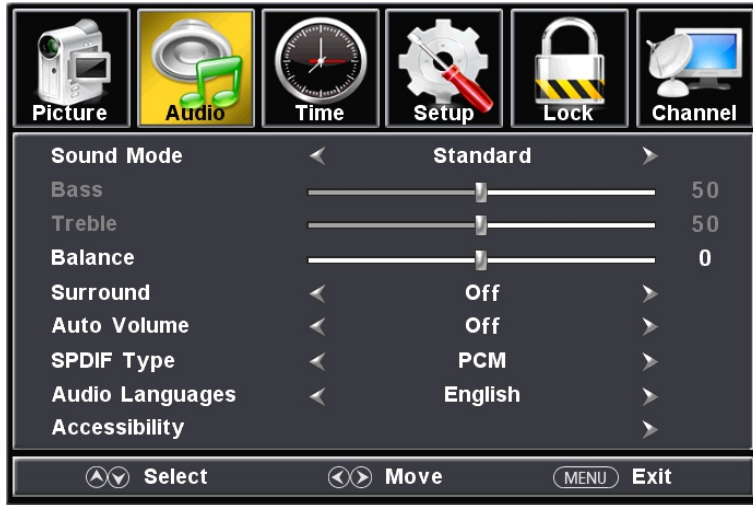 Picture Audio Time Setup Lock Channel
Sound Mode Standard
Bass 50
Treble 50
Balance 0
Surround Off
Auto Volume Off
SPDIF Type PCM
Audio Languages English
Accessibility
Select Move MENU Exit